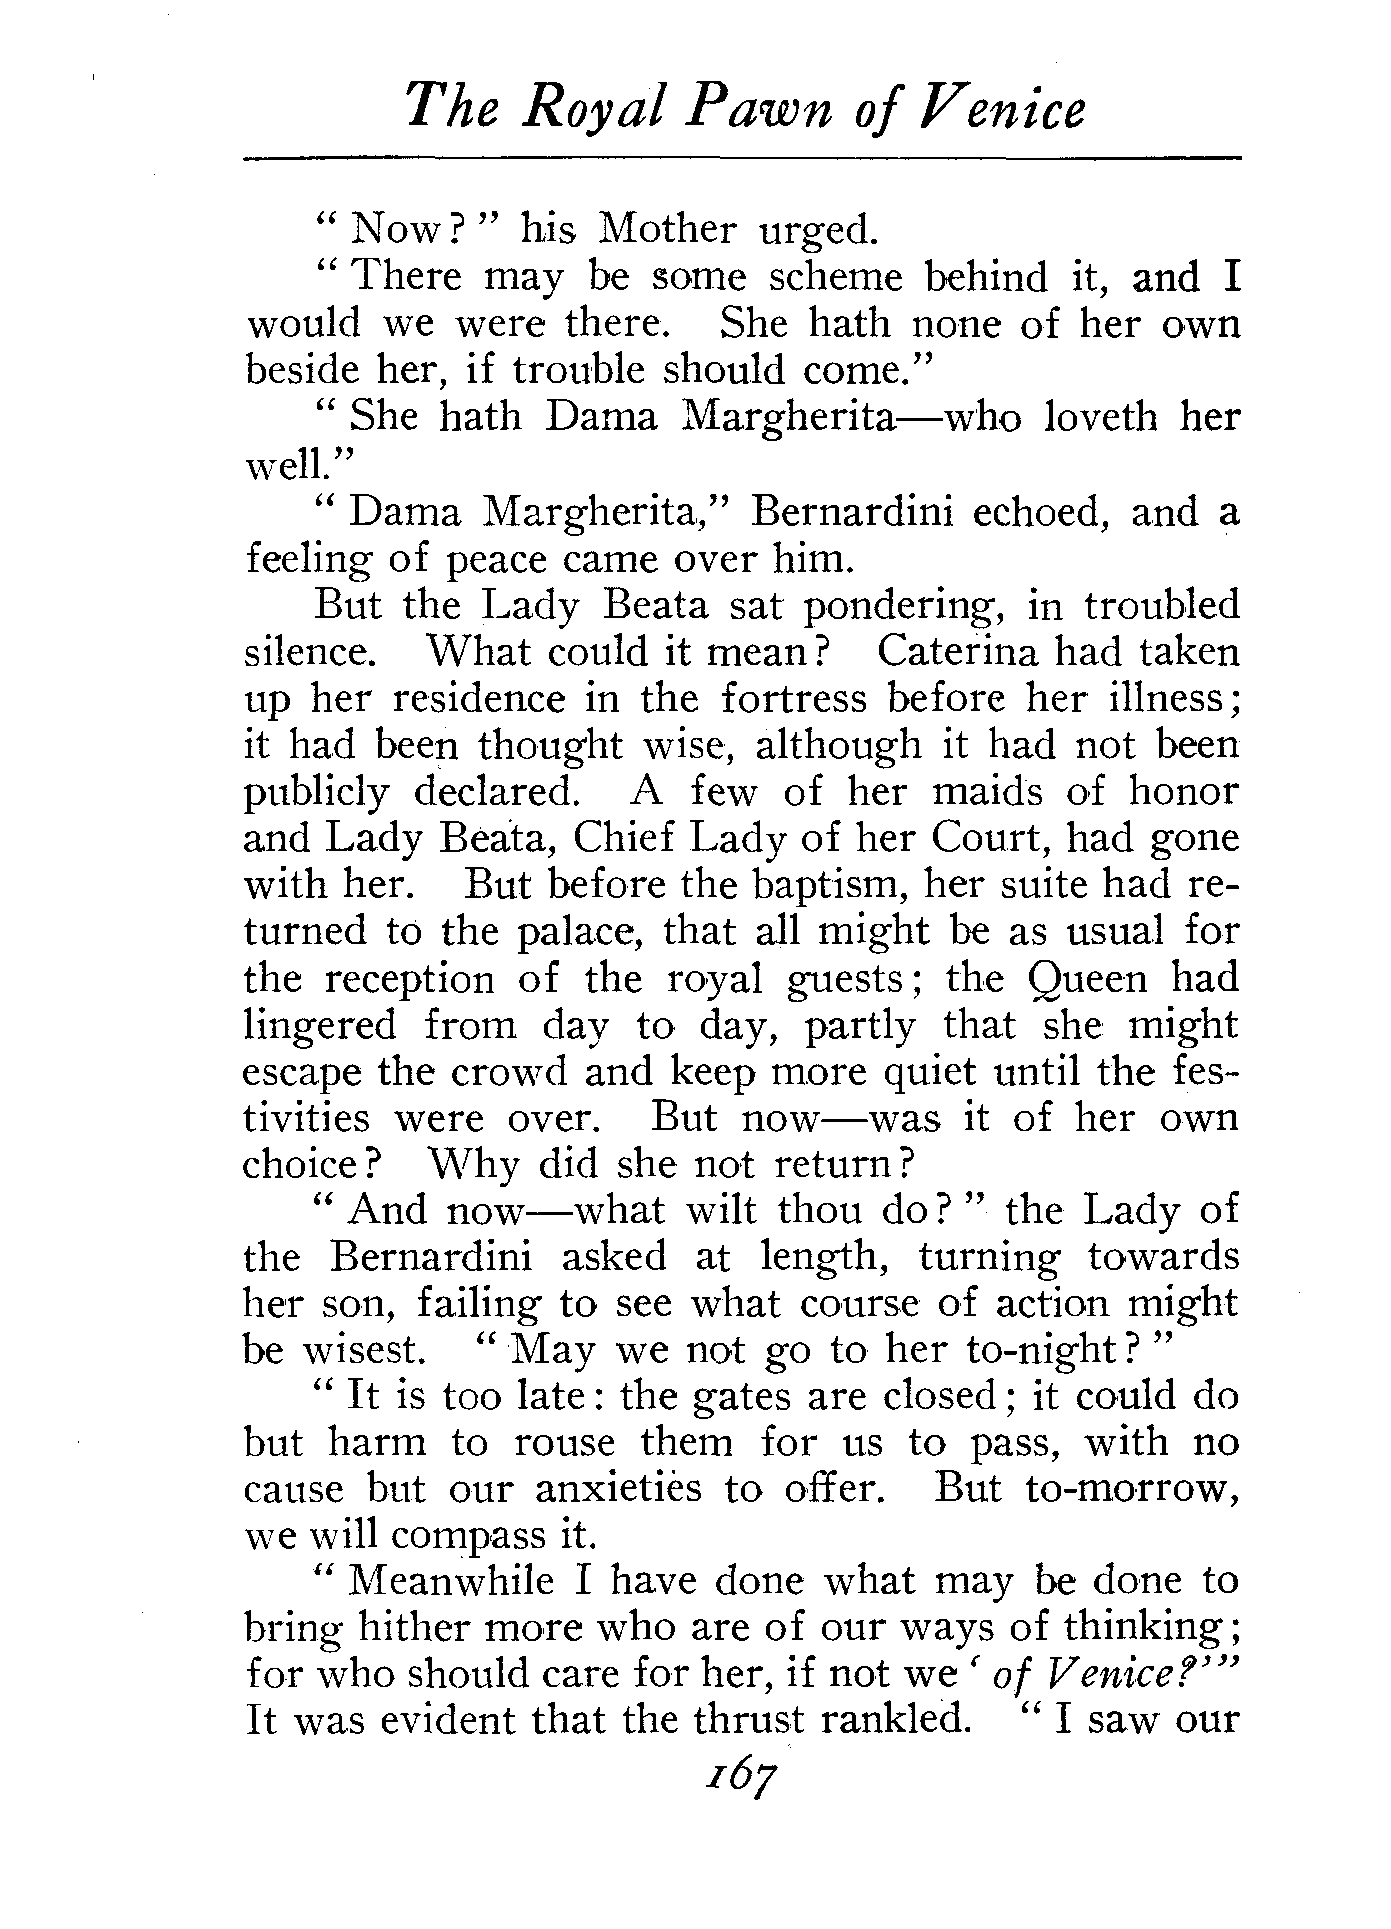 The Royal Pawn of Venice
" Now? " his Mother urged.
" There may be some scheme behind it, and I
would we were there. She hath none of her own
beside her, if trouble should come."
" She hath Dama Margherita—who loveth her
well."
" Dama Margherita," Bernardini echoed, and a
feeling of peace came over him.
But the Lady Beata sat pondering, in troubled
silence. What could it mean? Caterina had taken
up her residence in the fortress before her illness;
it had been thought wise, although it had not been
publicly declared. A few of her maids of honor
and Lady Beata, Chief Lady of her Court, had gone
with her. But before the baptism, her suite had re-
turned to the palace, that all might be as usual for
the reception of the royal guests; the Queen had
lingered from day to day, partly that she might
escape the crowd and keep more quiet until the fes-
tivities were over. But now—was it of her own
choice? Why did she not return?
" And now—what wilt thou do? " the Lady of
the Bernardini asked at length, turning towards
her son, failing to see what course of action might
be wisest. " May we not go to her to-night? "
" It is too late: the gates are closed; it could do
but harm to rouse them for us to pass, with no
cause but our anxieties to offer. But to-morrow,
we will compass it.
" Meanwhile I have done what may be done to
bring hither more who are of our ways of thinking;
for who should care for her, if not we ' of Venice?'"
It was evident that the thrust rankled. " I saw our
167